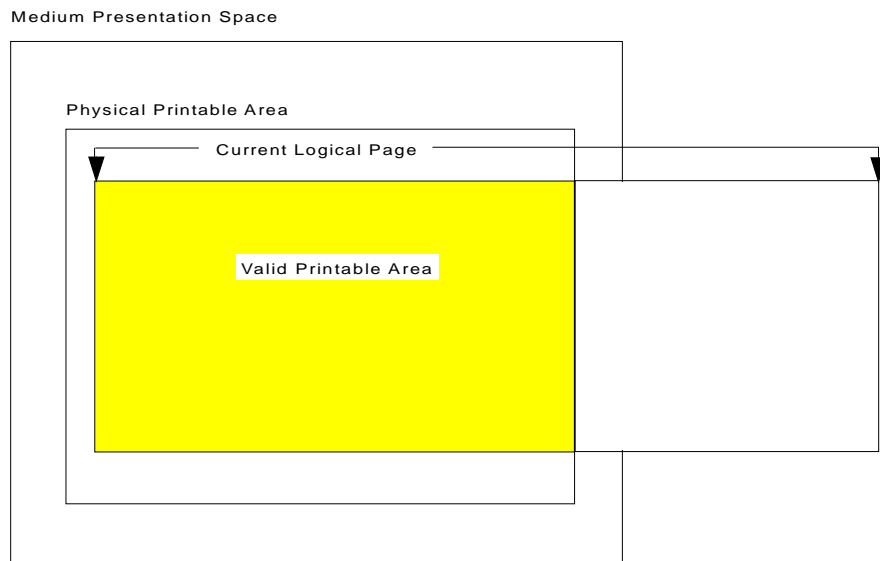 Medium Presentation Space
Physical Printable Area
Current Logical Page
Valid Printable Area